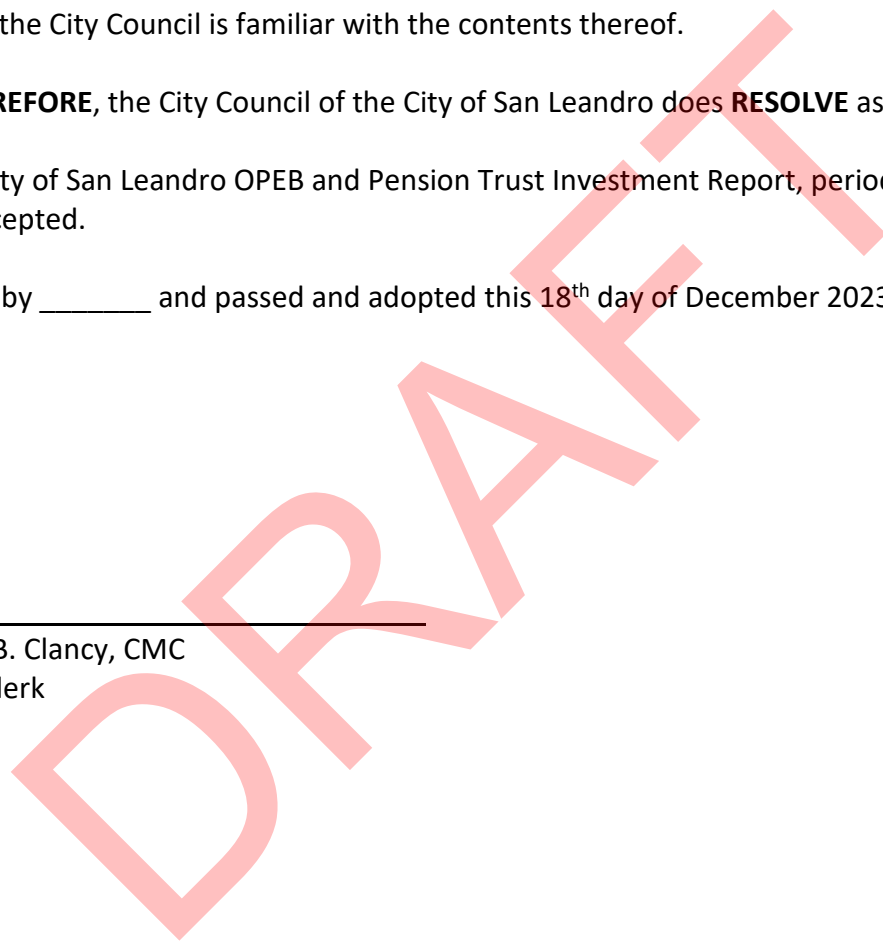 the City Council is familiar with the contents thereof.
REFORE, the City Council of the City of San Leandro does RESOLVE as
ty of San Leandro OPEB and Pension Trust Investment Report, period
cepted.
by _______ and passed and adopted this 18th day of December 2023
B. Clancy, CMC
lerk
DRAFT